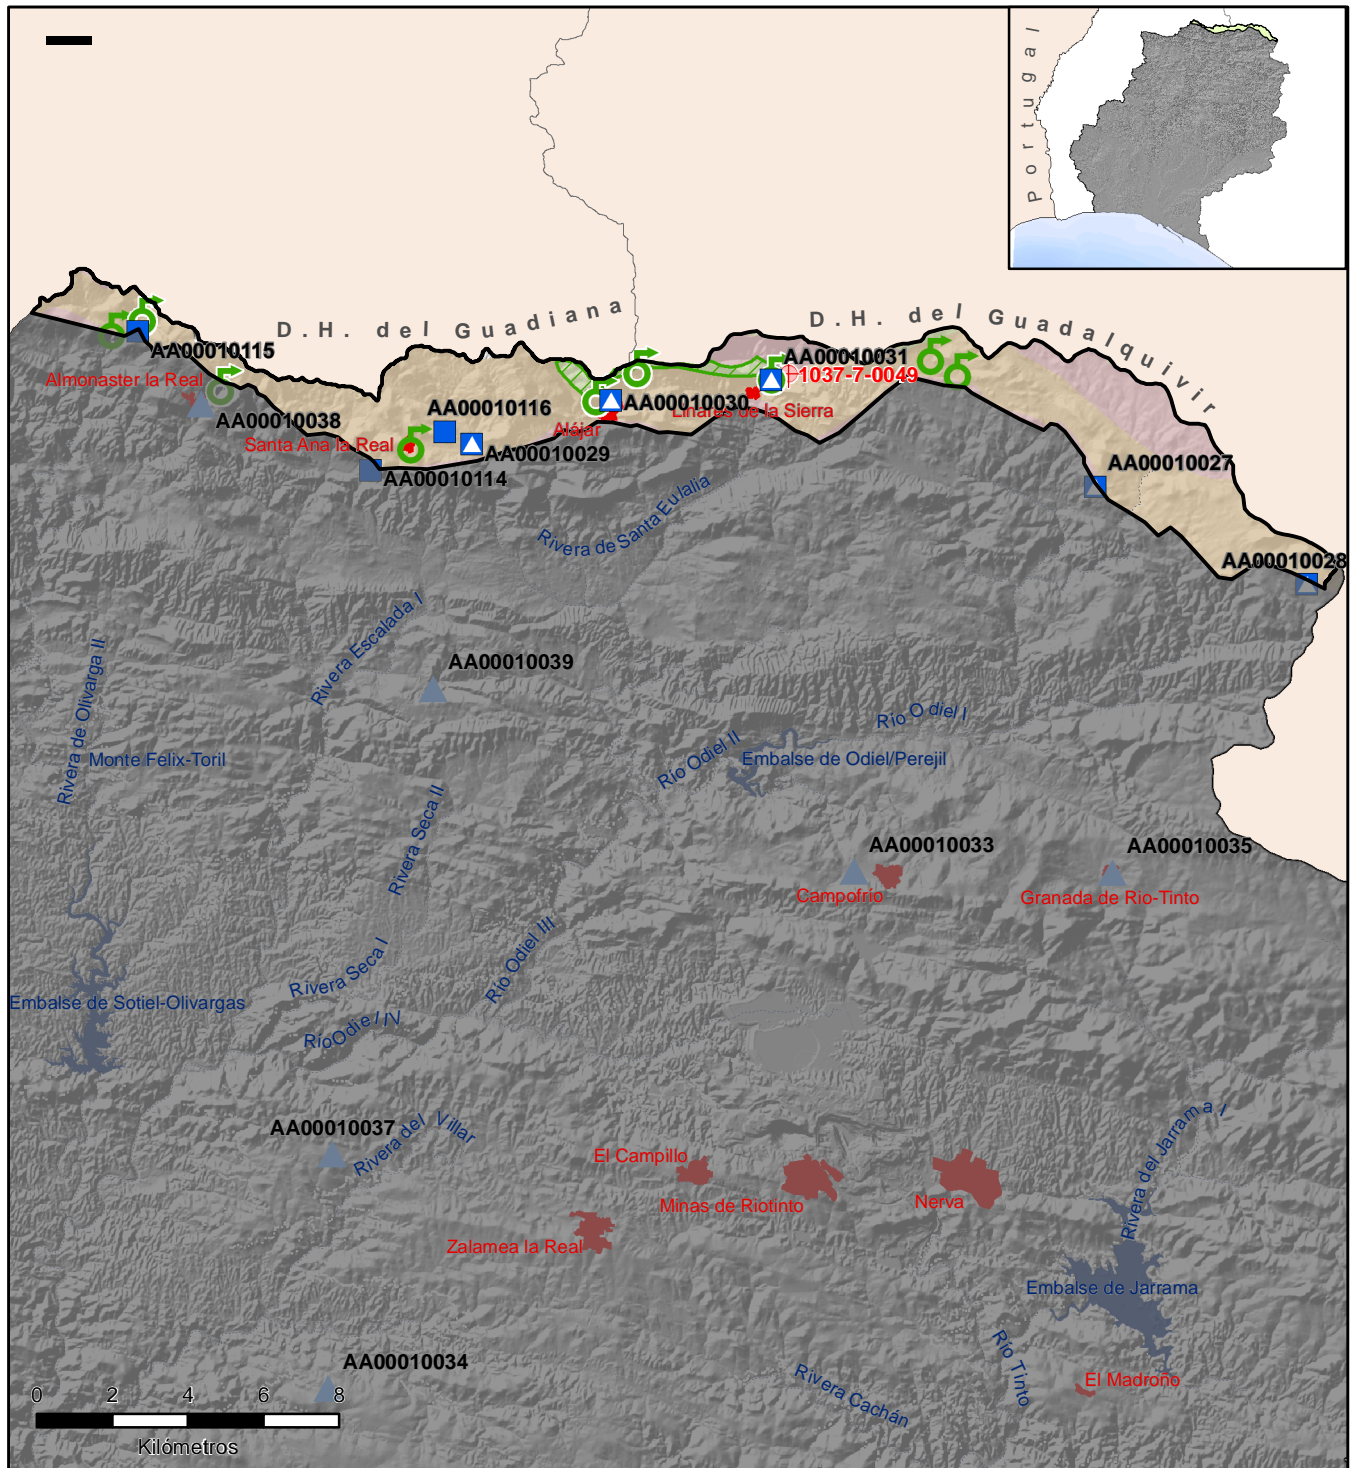 Portugal
D.H. del Guadiana
D.H. del Guadalquivir
AA00010115
Almonaster la Real
AA00010038
AA00010116
Santa Ana la Real
AA00010029
AA00010114
AA00010030
Alájar
AA00010031
1037-7-0049
Linares de la Sierra
AA00010027
AA00010028
Rivera de Santa Eulalia
Rivera Escalada I
AA00010039
Rivera de Olivarga II
Monte Felix-Toril
Río Odiel I
Río Odiel II
Embalse de Odiel/Perejil
Rivera Seca II
AA00010033
Campofrío
AA00010035
Granada de Rio-Tinto
Río Odiel III
Rivera Seca I
Embalse de Sotiel-Olivargas
Río Odiel IV
AA00010037
Rivera del Villar
El Campillo
Minas de Riotinto
Nerva
Zalamea la Real
Rivera del Jarrama I
Embalse de Jarrama
Río Tinto
El Madroño
Rivera Cachán
AA00010034
0 2 4 6 8
Kilómetros